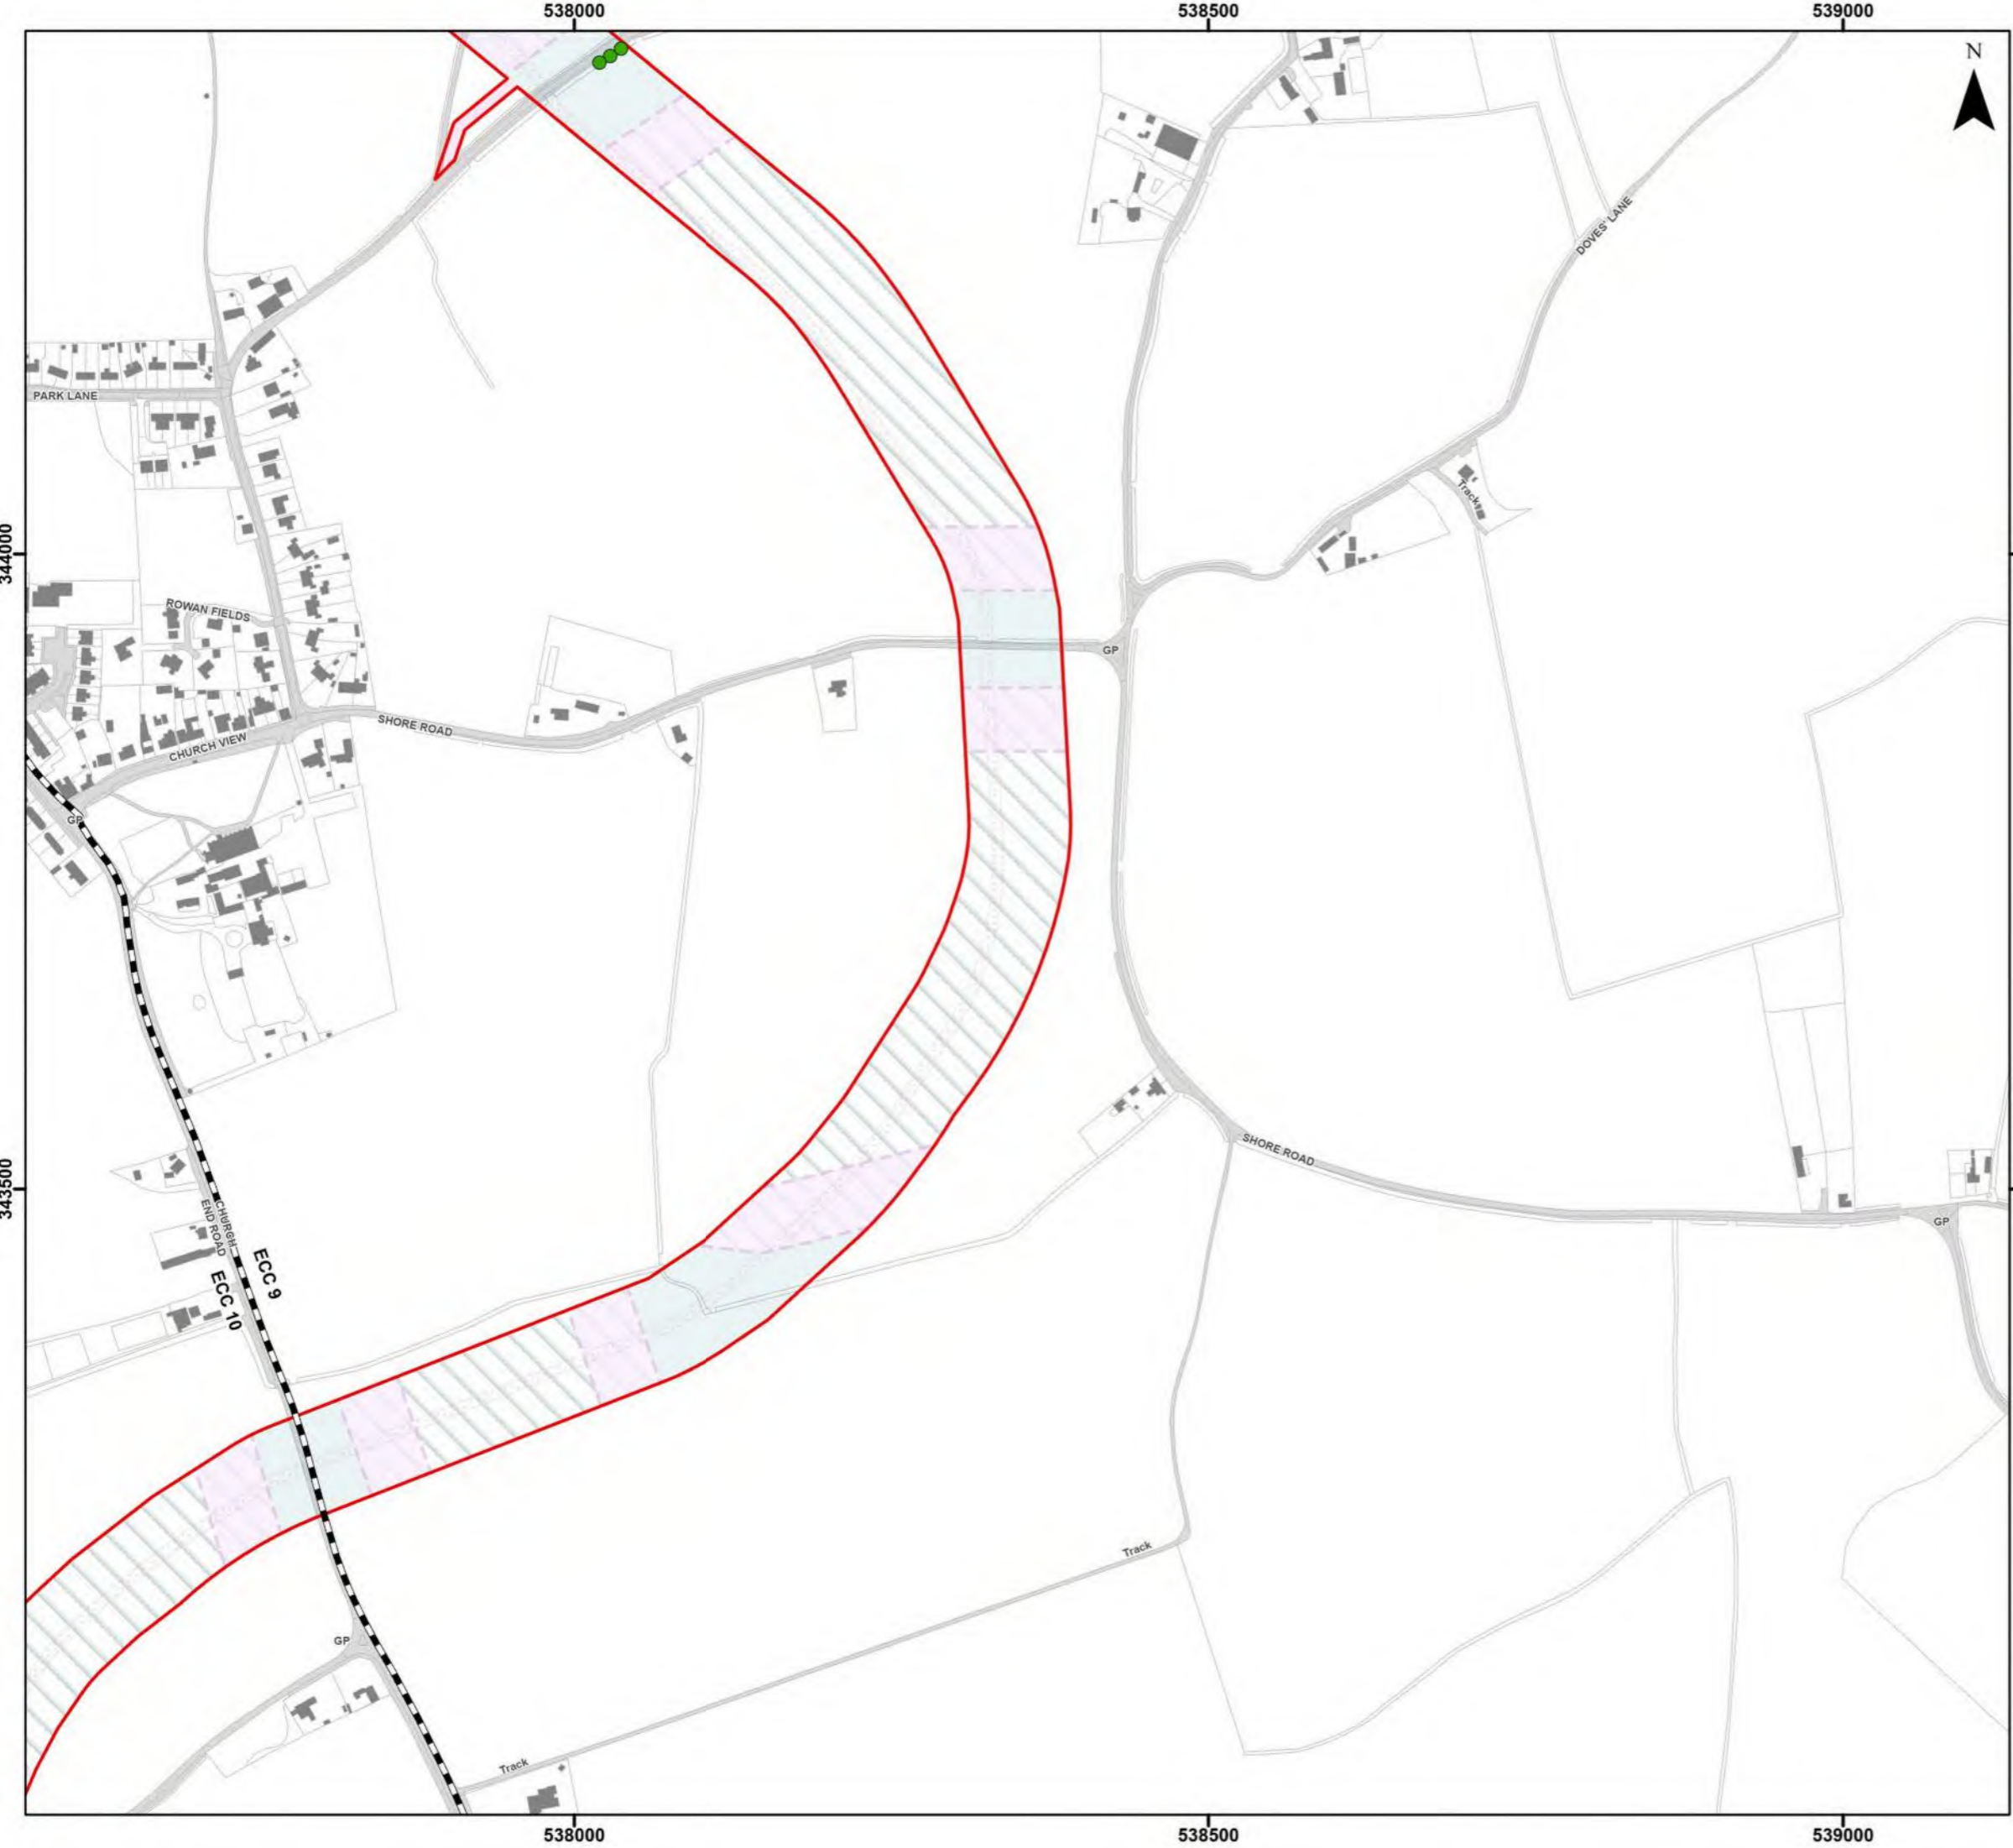 538000
538500
539000
N
DOVES' LANE
PARK LANE
Track
344000
ROWAN FIELDS
GP
SHORE ROAD
CHURCH VIEW
GP
SHORE ROAD
343500
CHURCH
END ROAD
GP
ECC 9
ECC 10
Track
GP
Track
538000
538500
539000